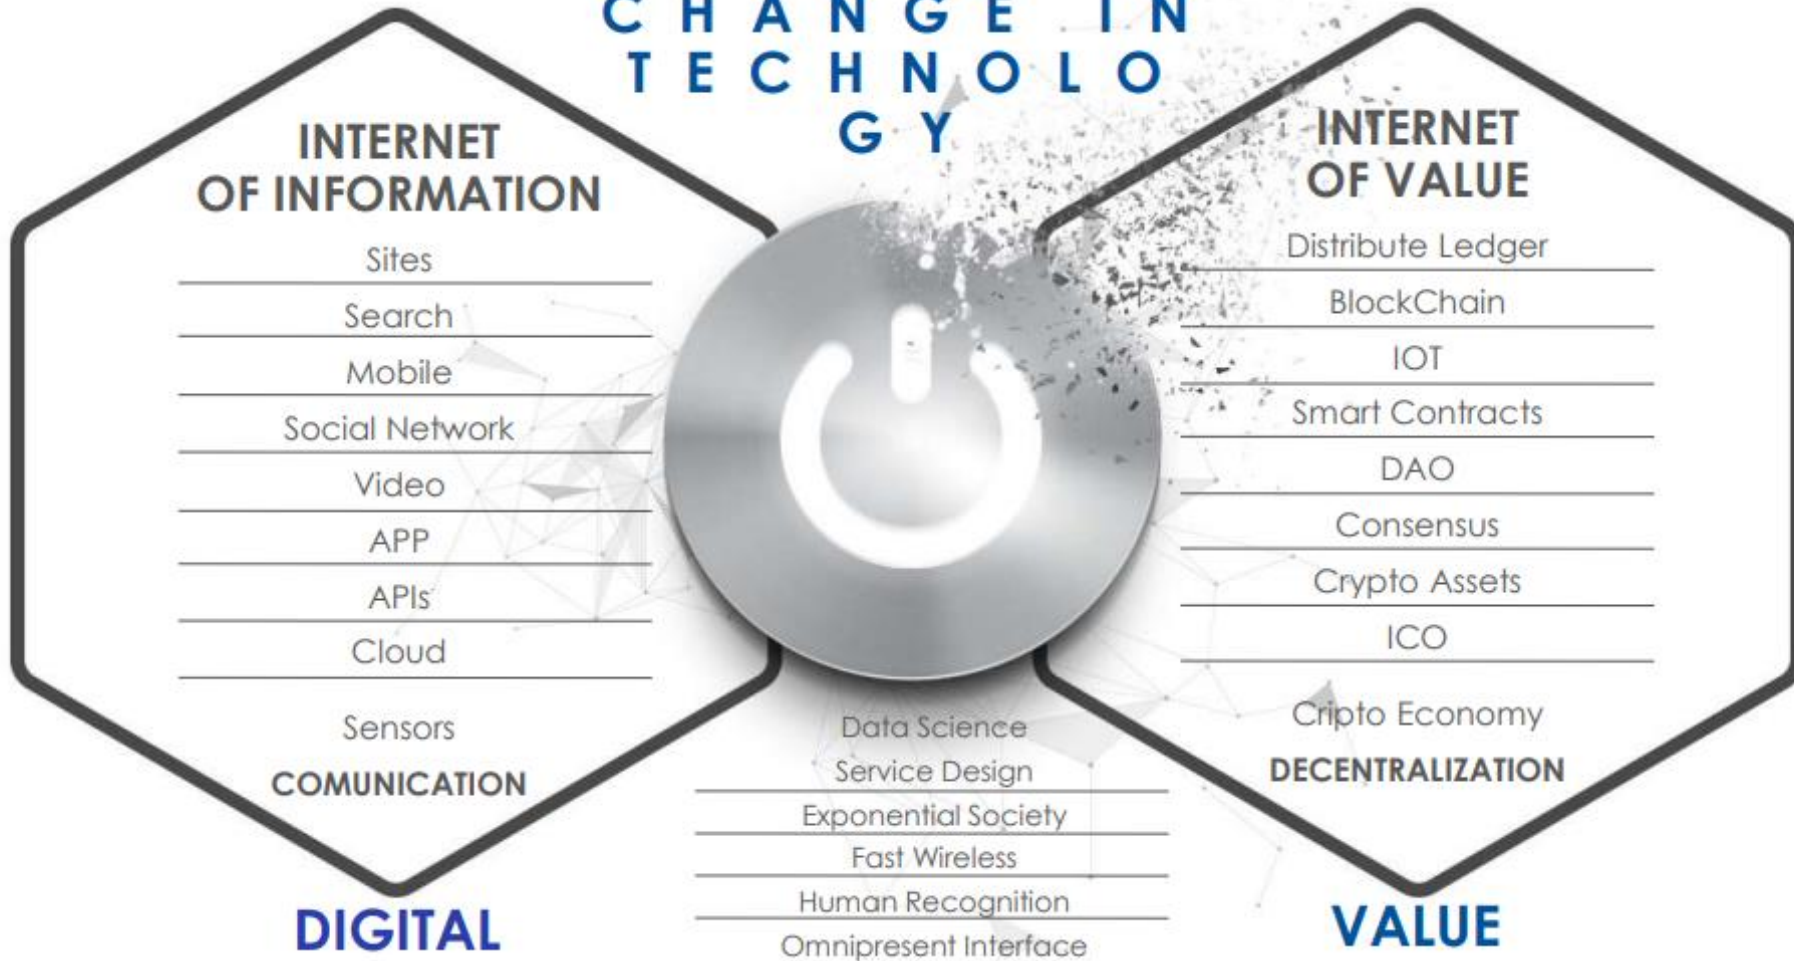 CHANGE IN
TECHNOLO
GY
INTERNET
OF INFORMATION
Sites
Search
Mobile
Social Network
Video
APP
APIs
Cloud
Sensors
COMUNICATION
DIGITAL
Data Science
Service Design
Exponential Society
Fast Wireless
Human Recognition
Omnipresent Interface
INTERNET
OF VALUE
Distribute Ledger
BlockChain
IOT
Smart Contracts
DAO
Consensus
Crypto Assets
ICO
Cripto Economy
DECENTRALIZATION
VALUE